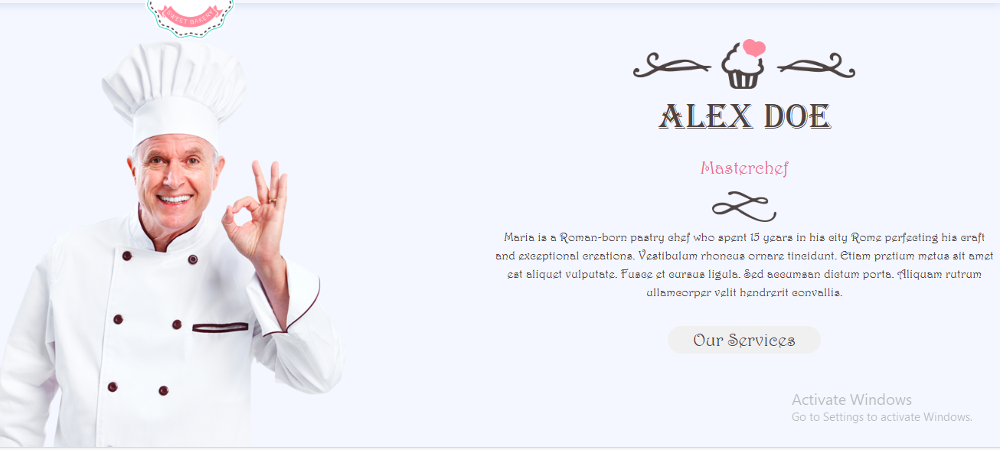 SWEET BAKERY
ALEX DOE
Masterchef
Maria is a Roman-born pastry chef who spent 15 years in his city Rome perfecting his craft
and exceptional creations. Vestibulum rhoncus ornare tincidunt. Etiam pretium metus sit amet
est aliquet vulputate. Fusce et cursus ligula. Sed accumsan dictum porta. Aliquam rutrum
ullamcorper velit hendrerit convallis.
Our Services
Activate Windows
Go to Settings to activate Windows.